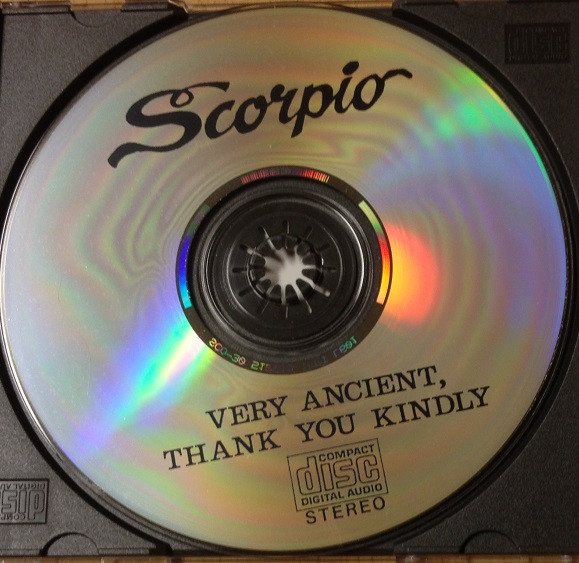 Scorpio
VERY ANCIENT,
THANK YOU KINDLY
COMPACT
disc
DIGITAL AUDIO
STEREO